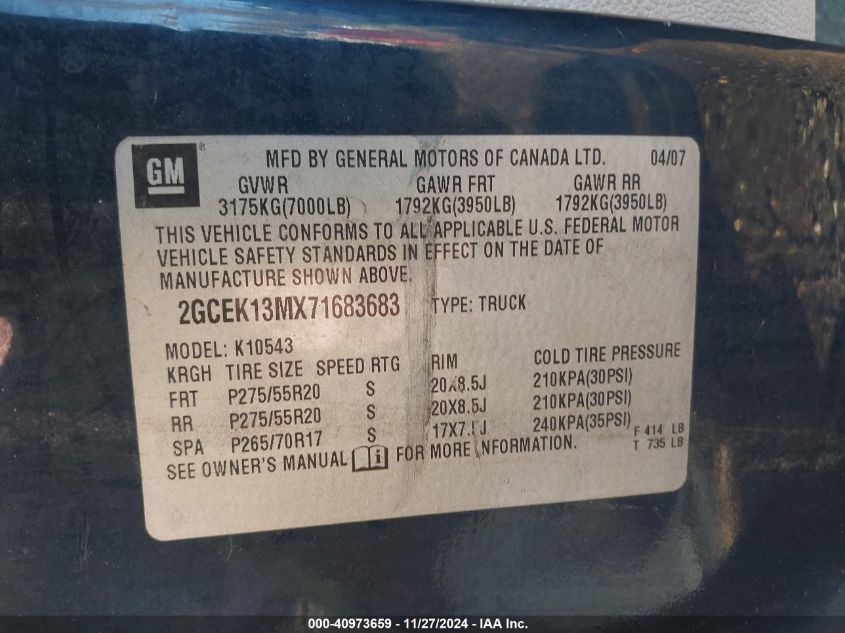 GM ®
MFD BY GENERAL MOTORS OF CANADA LTD. 04/07
GVWR GAWR FRT GAWR RR
3175KG(7000LB) 1792KG(3950LB) 1792KG(3950LB)
THIS VEHICLE CONFORMS TO ALL APPLICABLE U.S. FEDERAL MOTOR
VEHICLE SAFETY STANDARDS IN EFFECT ON THE DATE OF
MANUFACTURE SHOWN ABOVE.
2GCEK13MX71683683 TYPE: TRUCK
MODEL: K10543
KRGH TIRE SIZE SPEED RTG RIM COLD TIRE PRESSURE
FRT P275/55R20 S 20X8.5J 210KPA(30PSI)
RR P275/55R20 S 20X8.5J 210KPA(30PSI)
SPA P265/70R17 S 240KPA(35PSI)
F 414 LB
T 735 LB
SEE OWNER'S MANUAL i FOR MORE INFORMATION.
000-40973659 - 11/27/2024 - IAA Inc.